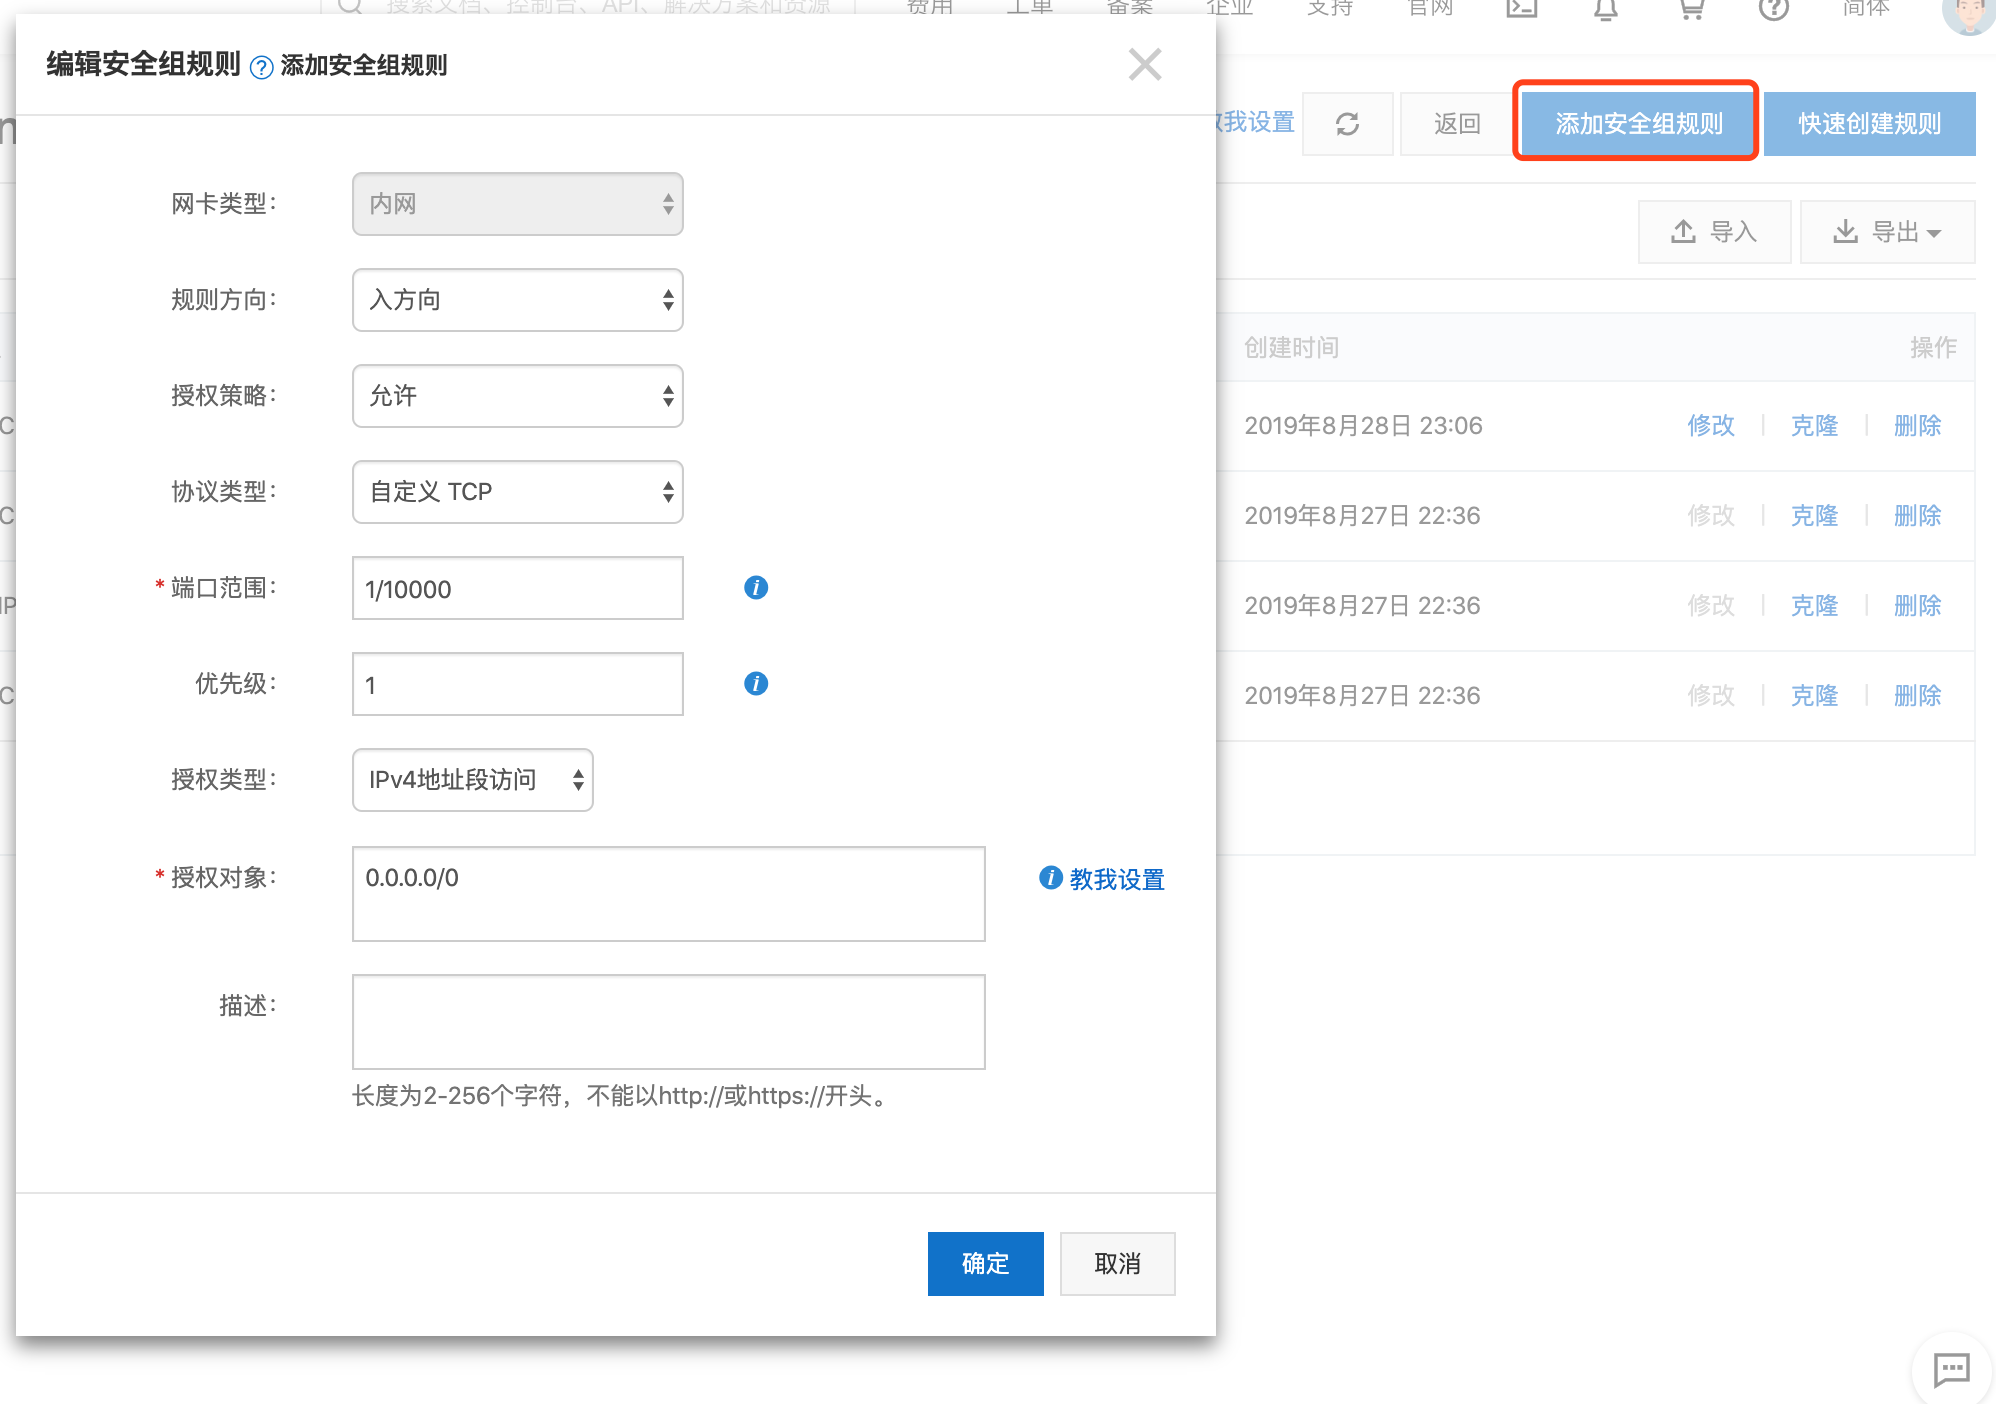 搜索文档、控制台、API、解决方案和资源
费用
工单
备案
企业
支持
官网
简体
编辑安全组规则 ? 添加安全组规则
教我设置
返回
添加安全组规则
快速创建规则
导入
导出
网卡类型：
内网
规则方向：
入方向
授权策略：
允许
协议类型：
自定义 TCP
* 端口范围：
1/10000
优先级：
1
授权类型：
IPv4地址段访问
* 授权对象：
0.0.0.0/0
教我设置
描述：
长度为2-256个字符，不能以http://或https://开头。
确定
取消
创建时间
操作
2019年8月28日 23:06
修改
克隆
删除
2019年8月27日 22:36
修改
克隆
删除
2019年8月27日 22:36
修改
克隆
删除
2019年8月27日 22:36
修改
克隆
删除